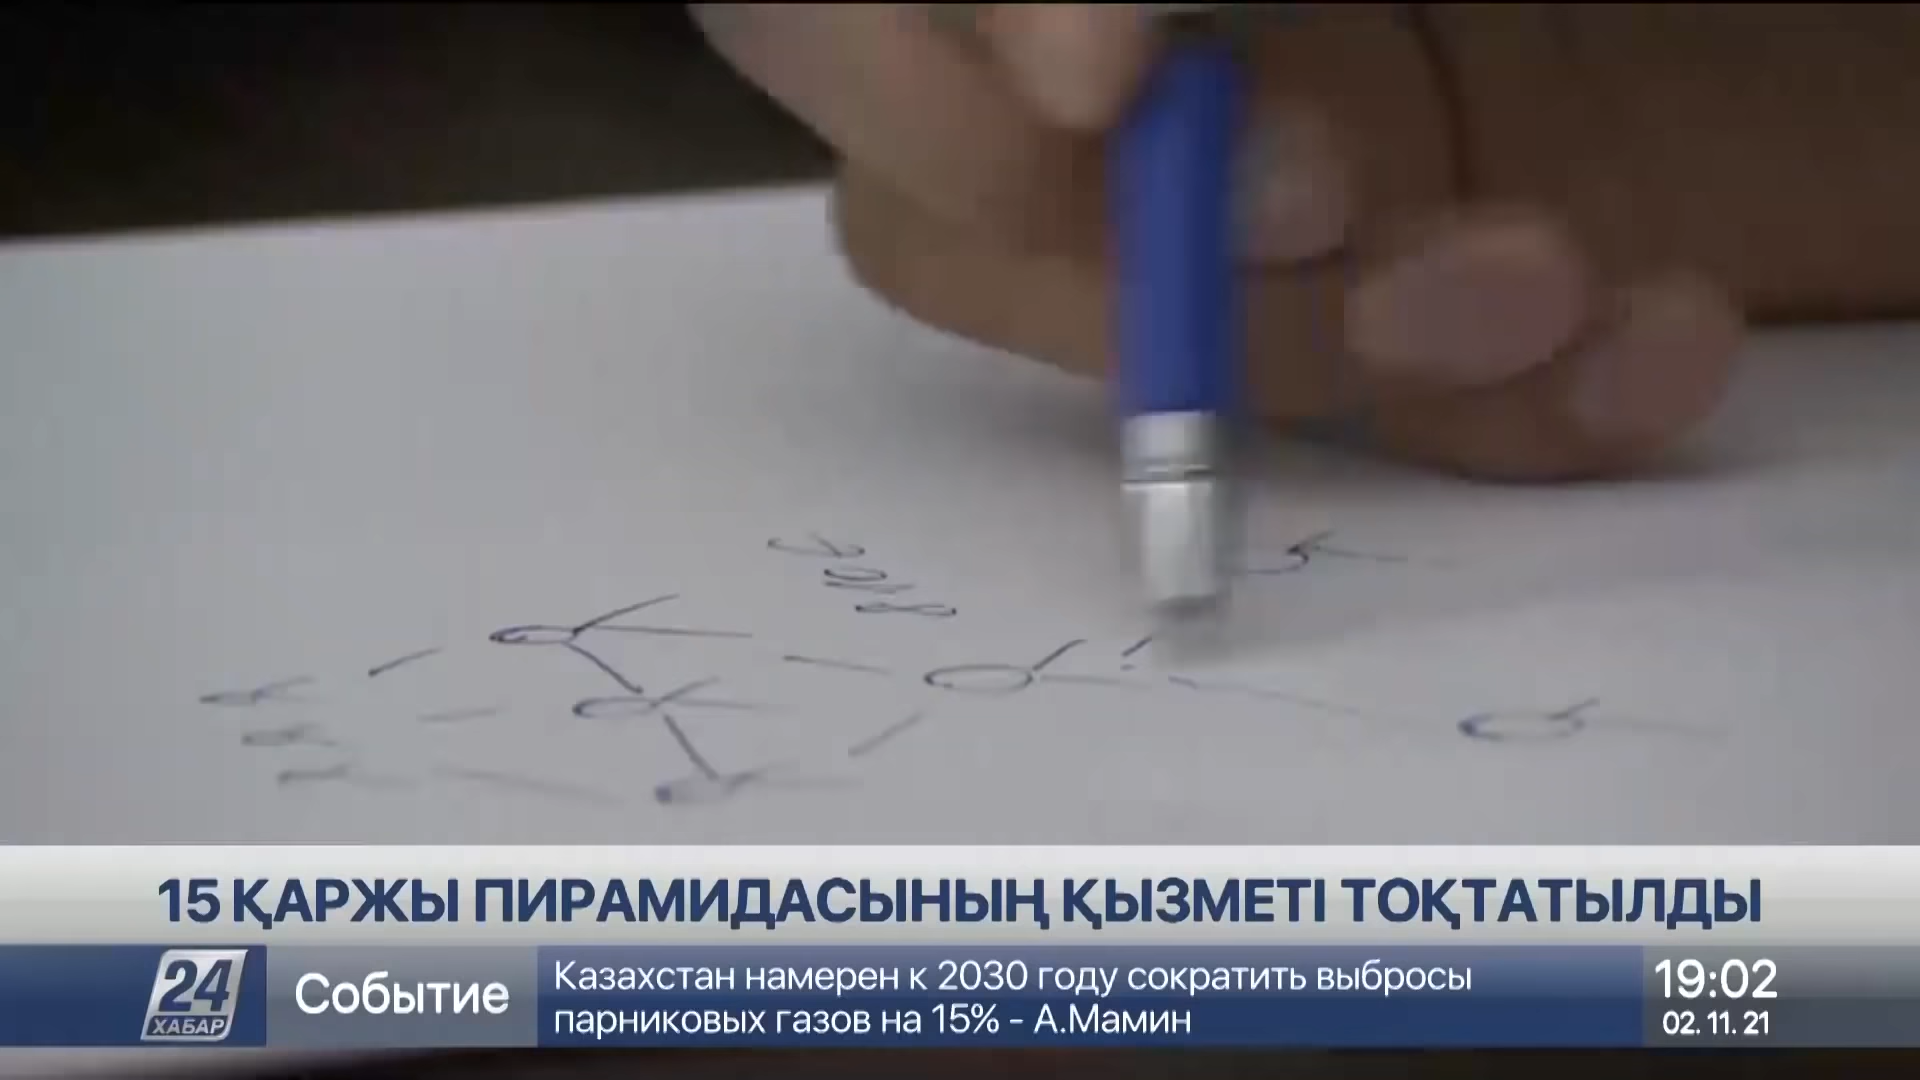 15 ҚАРЖЫ ПИРАМИДАСЫНЫҢ ҚЫЗМЕТІ ТОҚТАТЫЛДЫ
24
ХАБАР
Событие
Казахстан намерен к 2030 году сократить выбросы
парниковых газов на 15% - А.Мамин
19:02
02. 11. 21